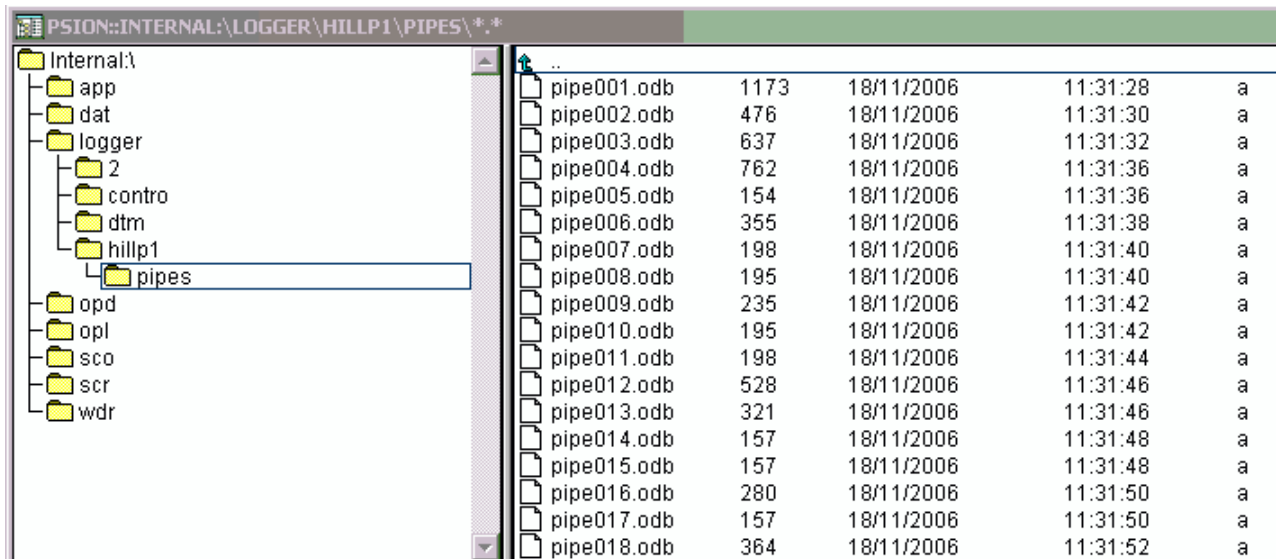 PSION::INTERNAL:\LOGGER\HILLP1\PIPES\*.*
Internal:\
app
dat
logger
2
contro
dtm
hillp1
pipes
opd
opl
sco
scr
wdr
..
pipe001.odb 1173 18/11/2006 11:31:28 a
pipe002.odb 476 18/11/2006 11:31:30 a
pipe003.odb 637 18/11/2006 11:31:32 a
pipe004.odb 762 18/11/2006 11:31:36 a
pipe005.odb 154 18/11/2006 11:31:36 a
pipe006.odb 355 18/11/2006 11:31:38 a
pipe007.odb 198 18/11/2006 11:31:40 a
pipe008.odb 195 18/11/2006 11:31:40 a
pipe009.odb 235 18/11/2006 11:31:42 a
pipe010.odb 195 18/11/2006 11:31:42 a
pipe011.odb 198 18/11/2006 11:31:44 a
pipe012.odb 528 18/11/2006 11:31:46 a
pipe013.odb 321 18/11/2006 11:31:46 a
pipe014.odb 157 18/11/2006 11:31:48 a
pipe015.odb 157 18/11/2006 11:31:48 a
pipe016.odb 280 18/11/2006 11:31:50 a
pipe017.odb 157 18/11/2006 11:31:50 a
pipe018.odb 364 18/11/2006 11:31:52 a